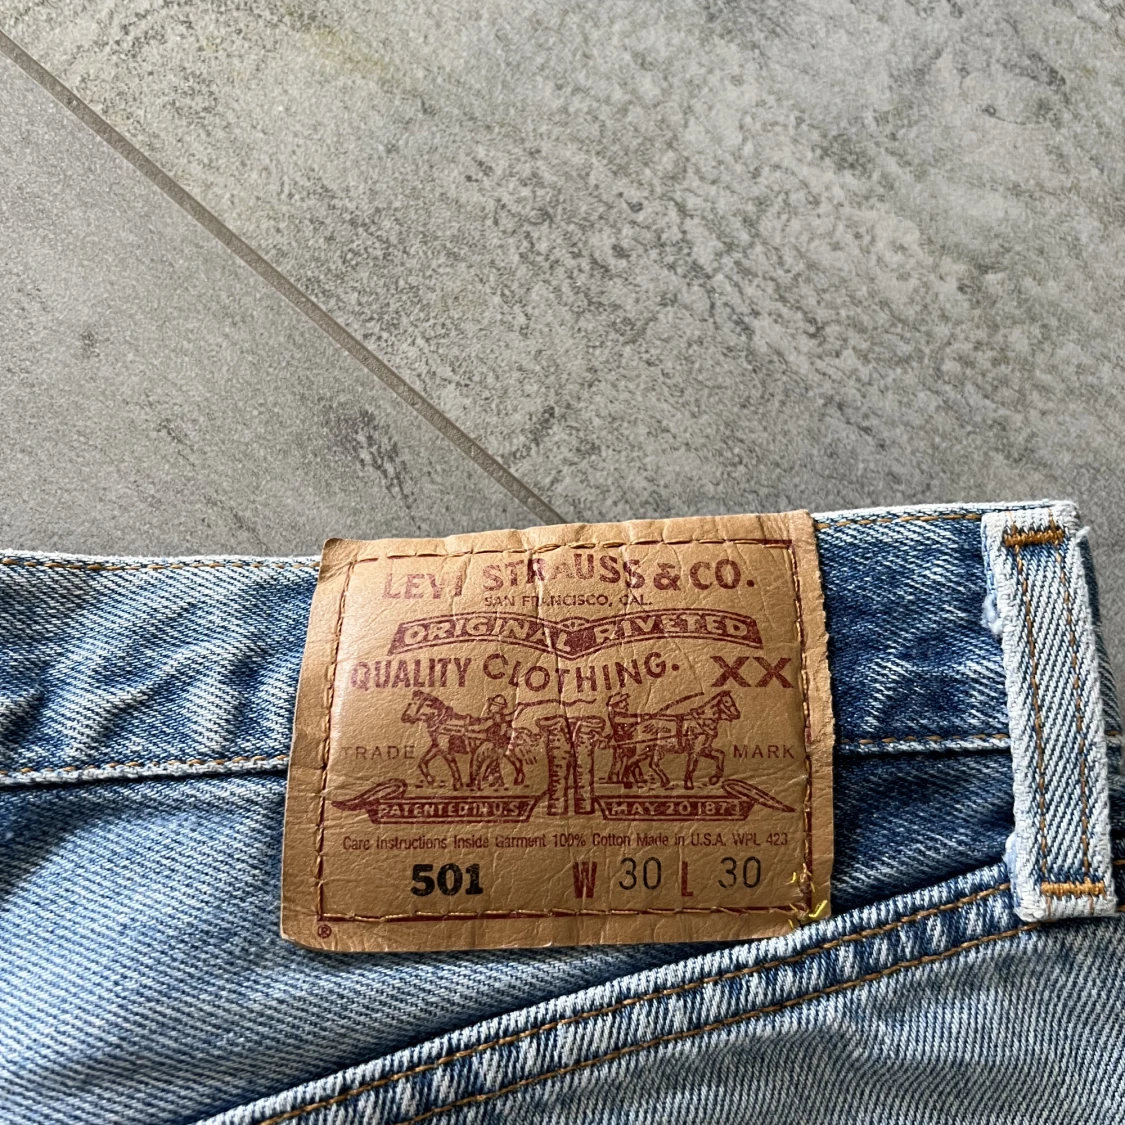 LEVI STRAUSS & CO.
SAN FRANCISCO, CAL.
ORIGINAL RIVETED
QUALITY CLOTHING. XX
TRADE MARK
PATENTED IN U.S. MAY 20 1873
Care Instructions Inside Garment 100% Cotton Made in U.S.A. WPL 423
501 W 30 L 30
®